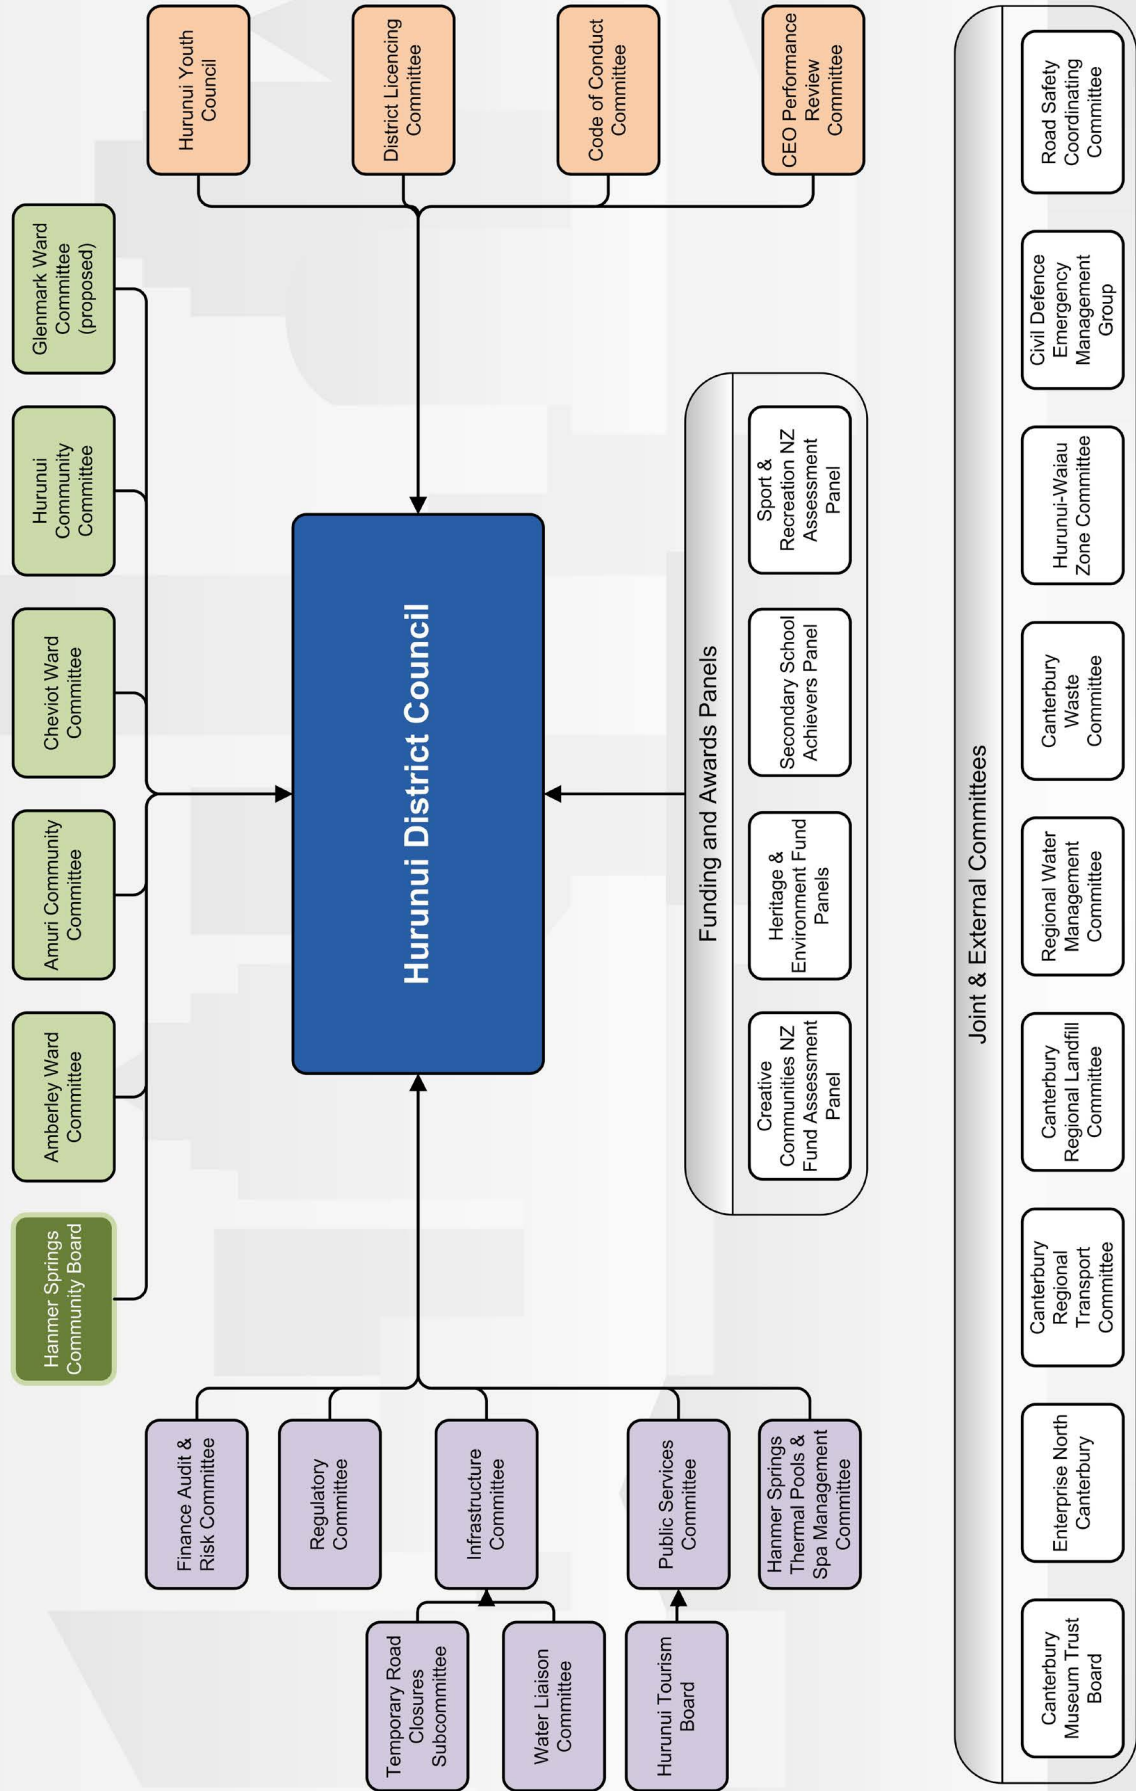 Hanmer Springs
Community Board
Amberley Ward
Committee
Amuri Community
Committee
Cheviot Ward
Committee
Hurunui
Community
Committee
Glenmark Ward
Committee
(proposed)
Finance Audit &
Risk Committee
Regulatory
Committee
Temporary Road
Closures
Subcommittee
Infrastructure
Committee
Water Liaison
Committee
Hurunui Tourism
Board
Public Services
Committee
Hanmer Springs
Thermal Pools &
Spa Management
Committee
Hurunui District Council
Hurunui Youth
Council
District Licencing
Committee
Code of Conduct
Committee
CEO Performance
Review
Committee
Funding and Awards Panels
Creative
Communities NZ
Fund Assessment
Panel
Heritage &
Environment Fund
Panels
Secondary School
Achievers Panel
Sport &
Recreation NZ
Assessment
Panel
Joint & External Committees
Canterbury
Museum Trust
Board
Enterprise North
Canterbury
Canterbury
Regional
Transport
Committee
Canterbury
Regional Landfill
Committee
Regional Water
Management
Committee
Canterbury
Waste
Committee
Hurunui-Waiau
Zone Committee
Civil Defence
Emergency
Management
Group
Road Safety
Coordinating
Committee